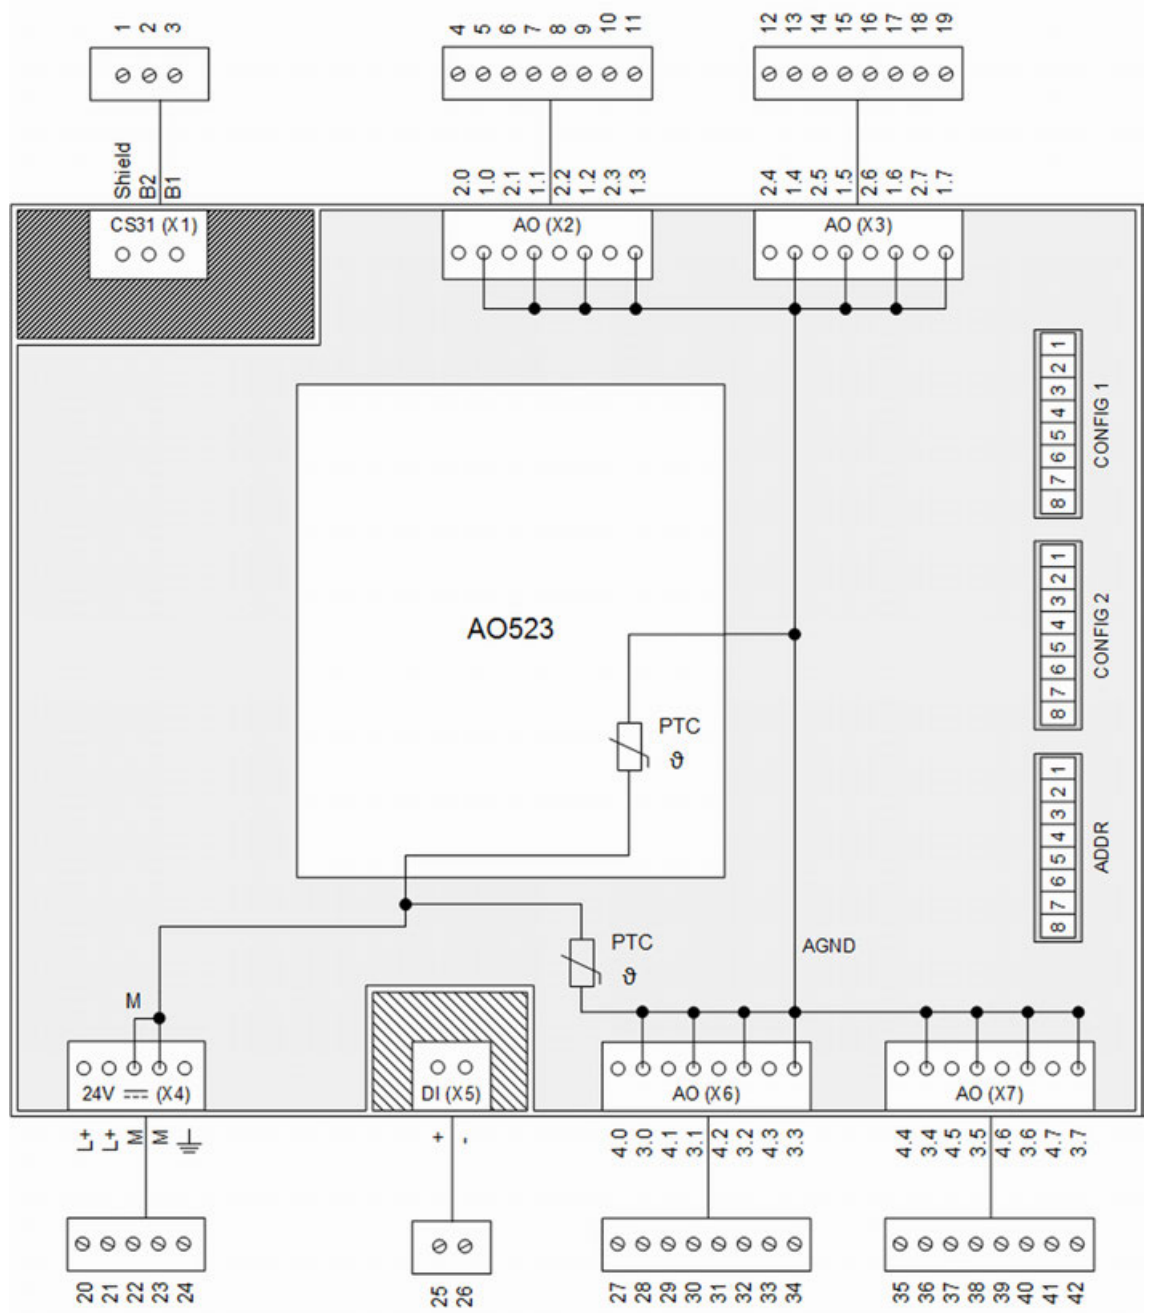 1 2 3
4 5 6 7 8 9 10 11
12 13 14 15 16 17 18 19
Shield B2 B1
2.0 1.0 2.1 1.1 2.2 1.2 2.3 1.3
2.4 1.4 2.5 1.5 2.6 1.6 2.7 1.7
CS31 (X1)
AO (X2)
AO (X3)
1 2 3 4 5 6 7 8
CONFIG 1
1 2 3 4 5 6 7 8
CONFIG 2
AO523
PTC
ϑ
1 2 3 4 5 6 7 8
ADDR
PTC
ϑ
AGND
M
24V (X4)
DI (X5)
AO (X6)
AO (X7)
L+ L+ M M
+ -
4.0 3.0 4.1 3.1 4.2 3.2 4.3 3.3
4.4 3.4 4.5 3.5 4.6 3.6 4.7 3.7
20 21 22 23 24
25 26
27 28 29 30 31 32 33 34
35 36 37 38 39 40 41 42